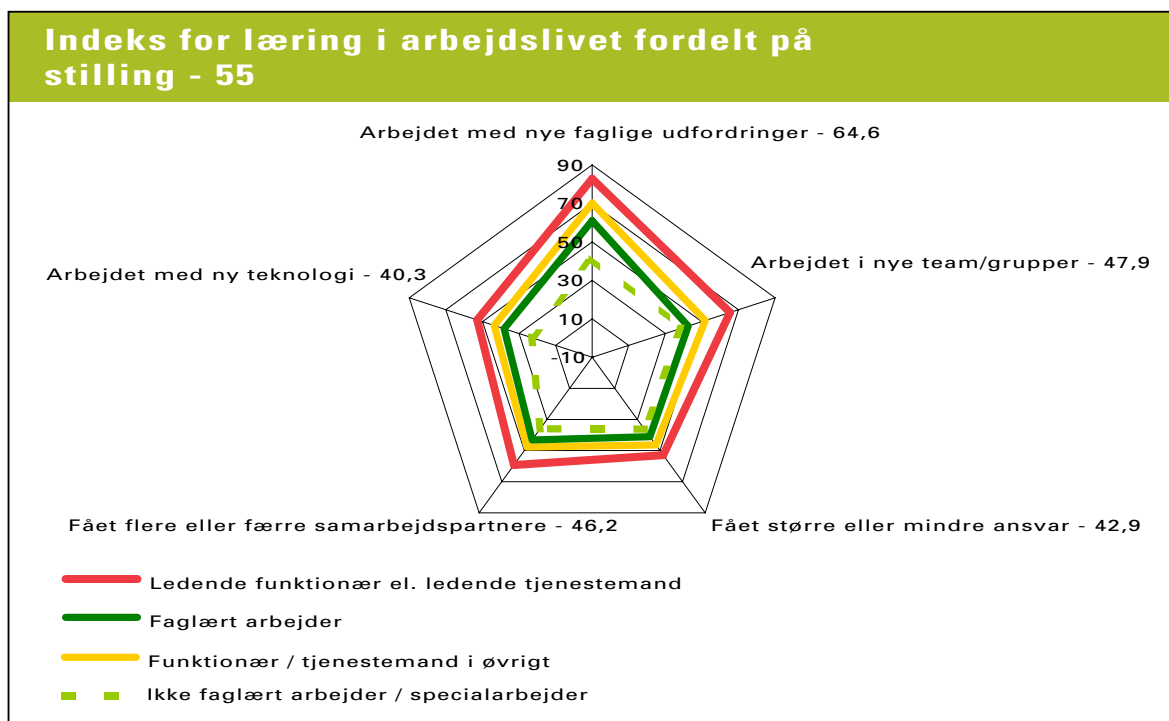 Indeks for læring i arbejdslivet fordelt på
stilling - 55
Arbejdet med nye faglige udfordringer - 64,6
90
70
50
30
10
-10
Arbejdet med ny teknologi - 40,3
Arbejdet i nye team/grupper - 47,9
Fået flere eller færre samarbejdspartnere - 46,2
Fået større eller mindre ansvar - 42,9
Ledende funktionær el. ledende tjenestemand
Faglært arbejder
Funktionær / tjenestemand i øvrigt
Ikke faglært arbejder / specialarbejder